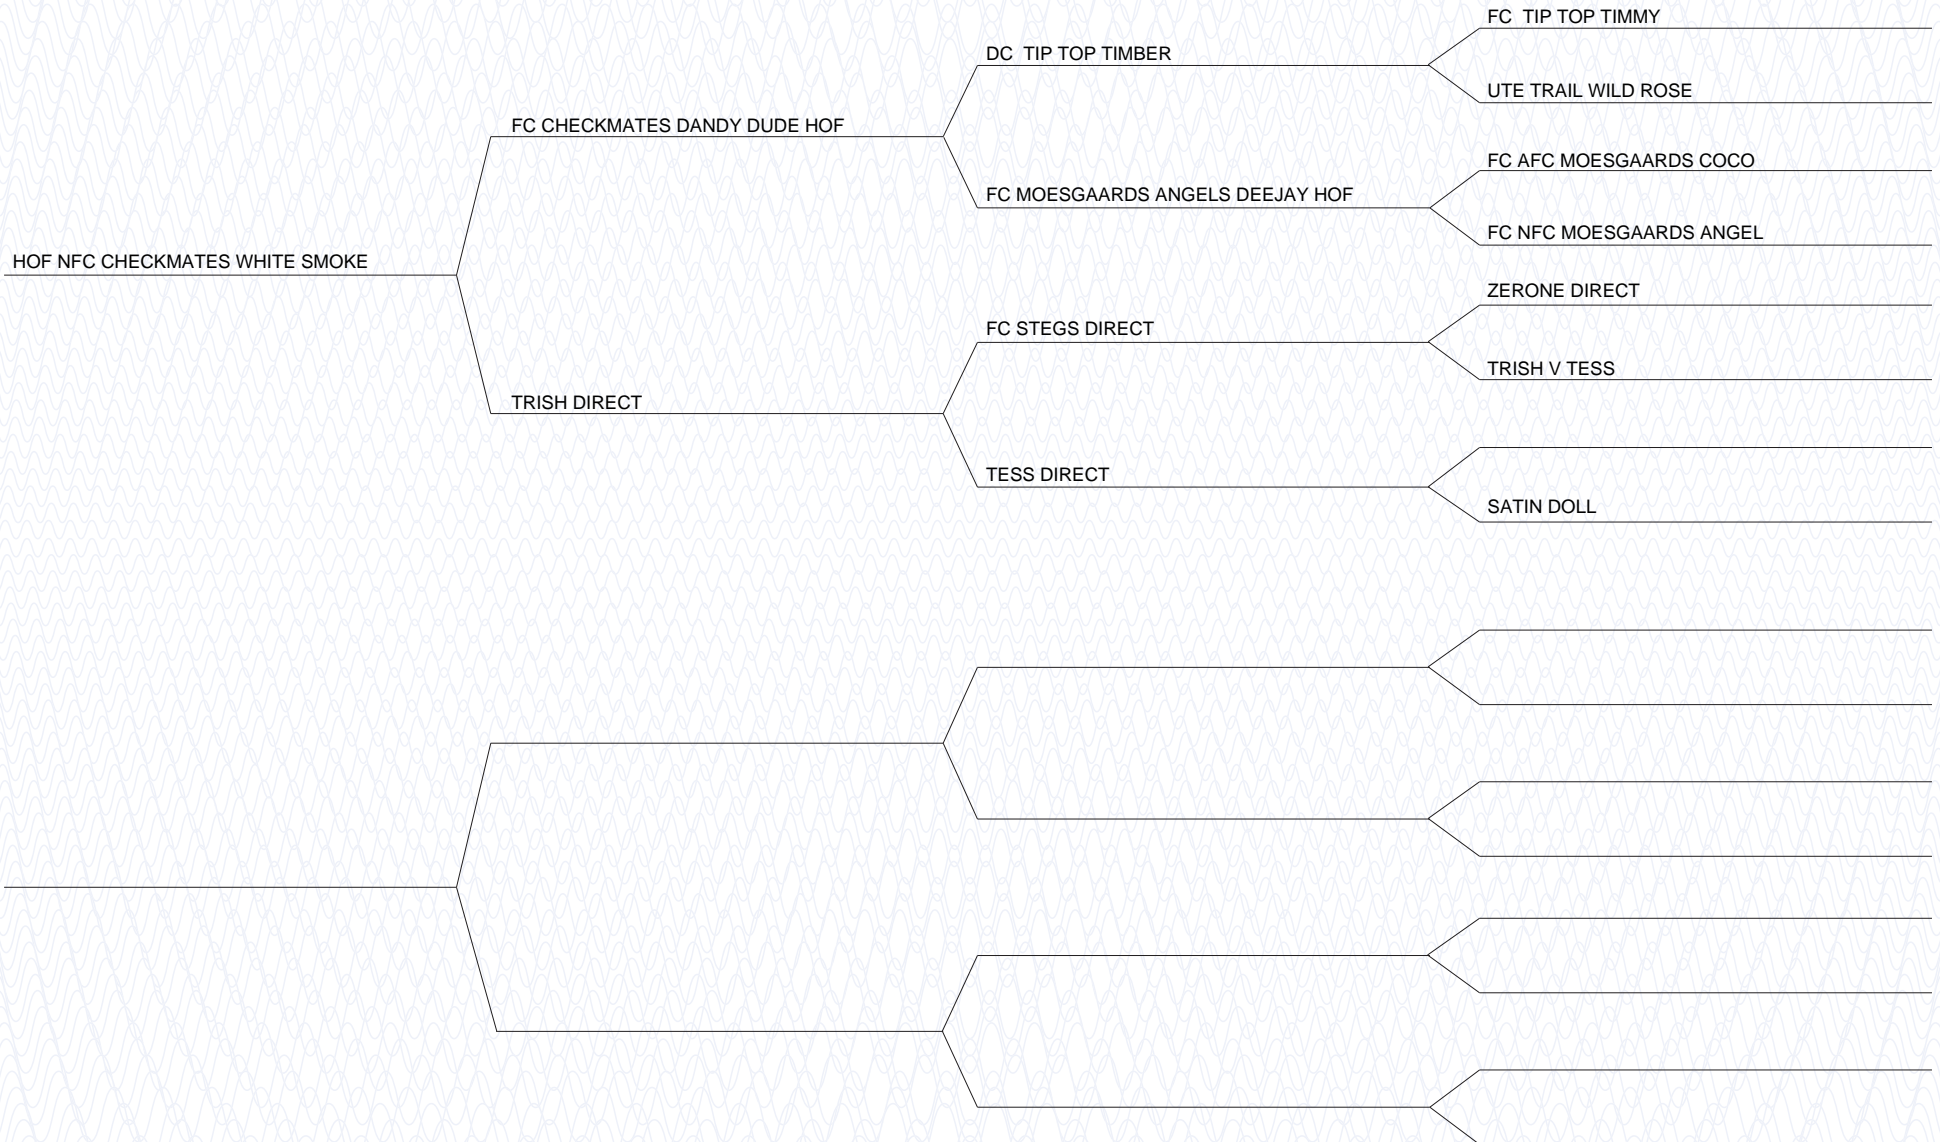 FC TIP TOP TIMMY
DC TIP TOP TIMBER
UTE TRAIL WILD ROSE
FC CHECKMATES DANDY DUDE HOF
FC AFC MOESGAARDS COCO
FC MOESGAARDS ANGELS DEEJAY HOF
FC NFC MOESGAARDS ANGEL
HOF NFC CHECKMATES WHITE SMOKE
ZERONE DIRECT
FC STEGS DIRECT
TRISH V TESS
TRISH DIRECT
TESS DIRECT
SATIN DOLL